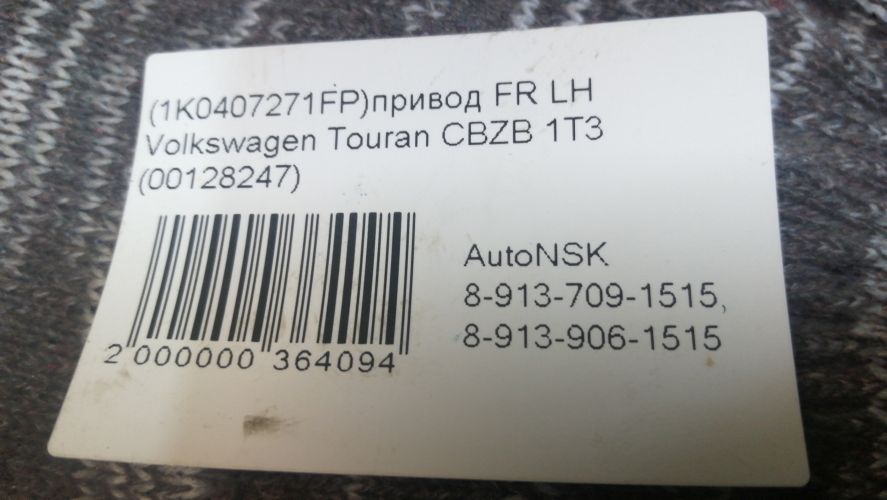 (1K0407271FP)привод FR LH
Volkswagen Touran CBZB 1T3
(00128247)
AutoNSK
8-913-709-1515,
8-913-906-1515
2 000000 364094